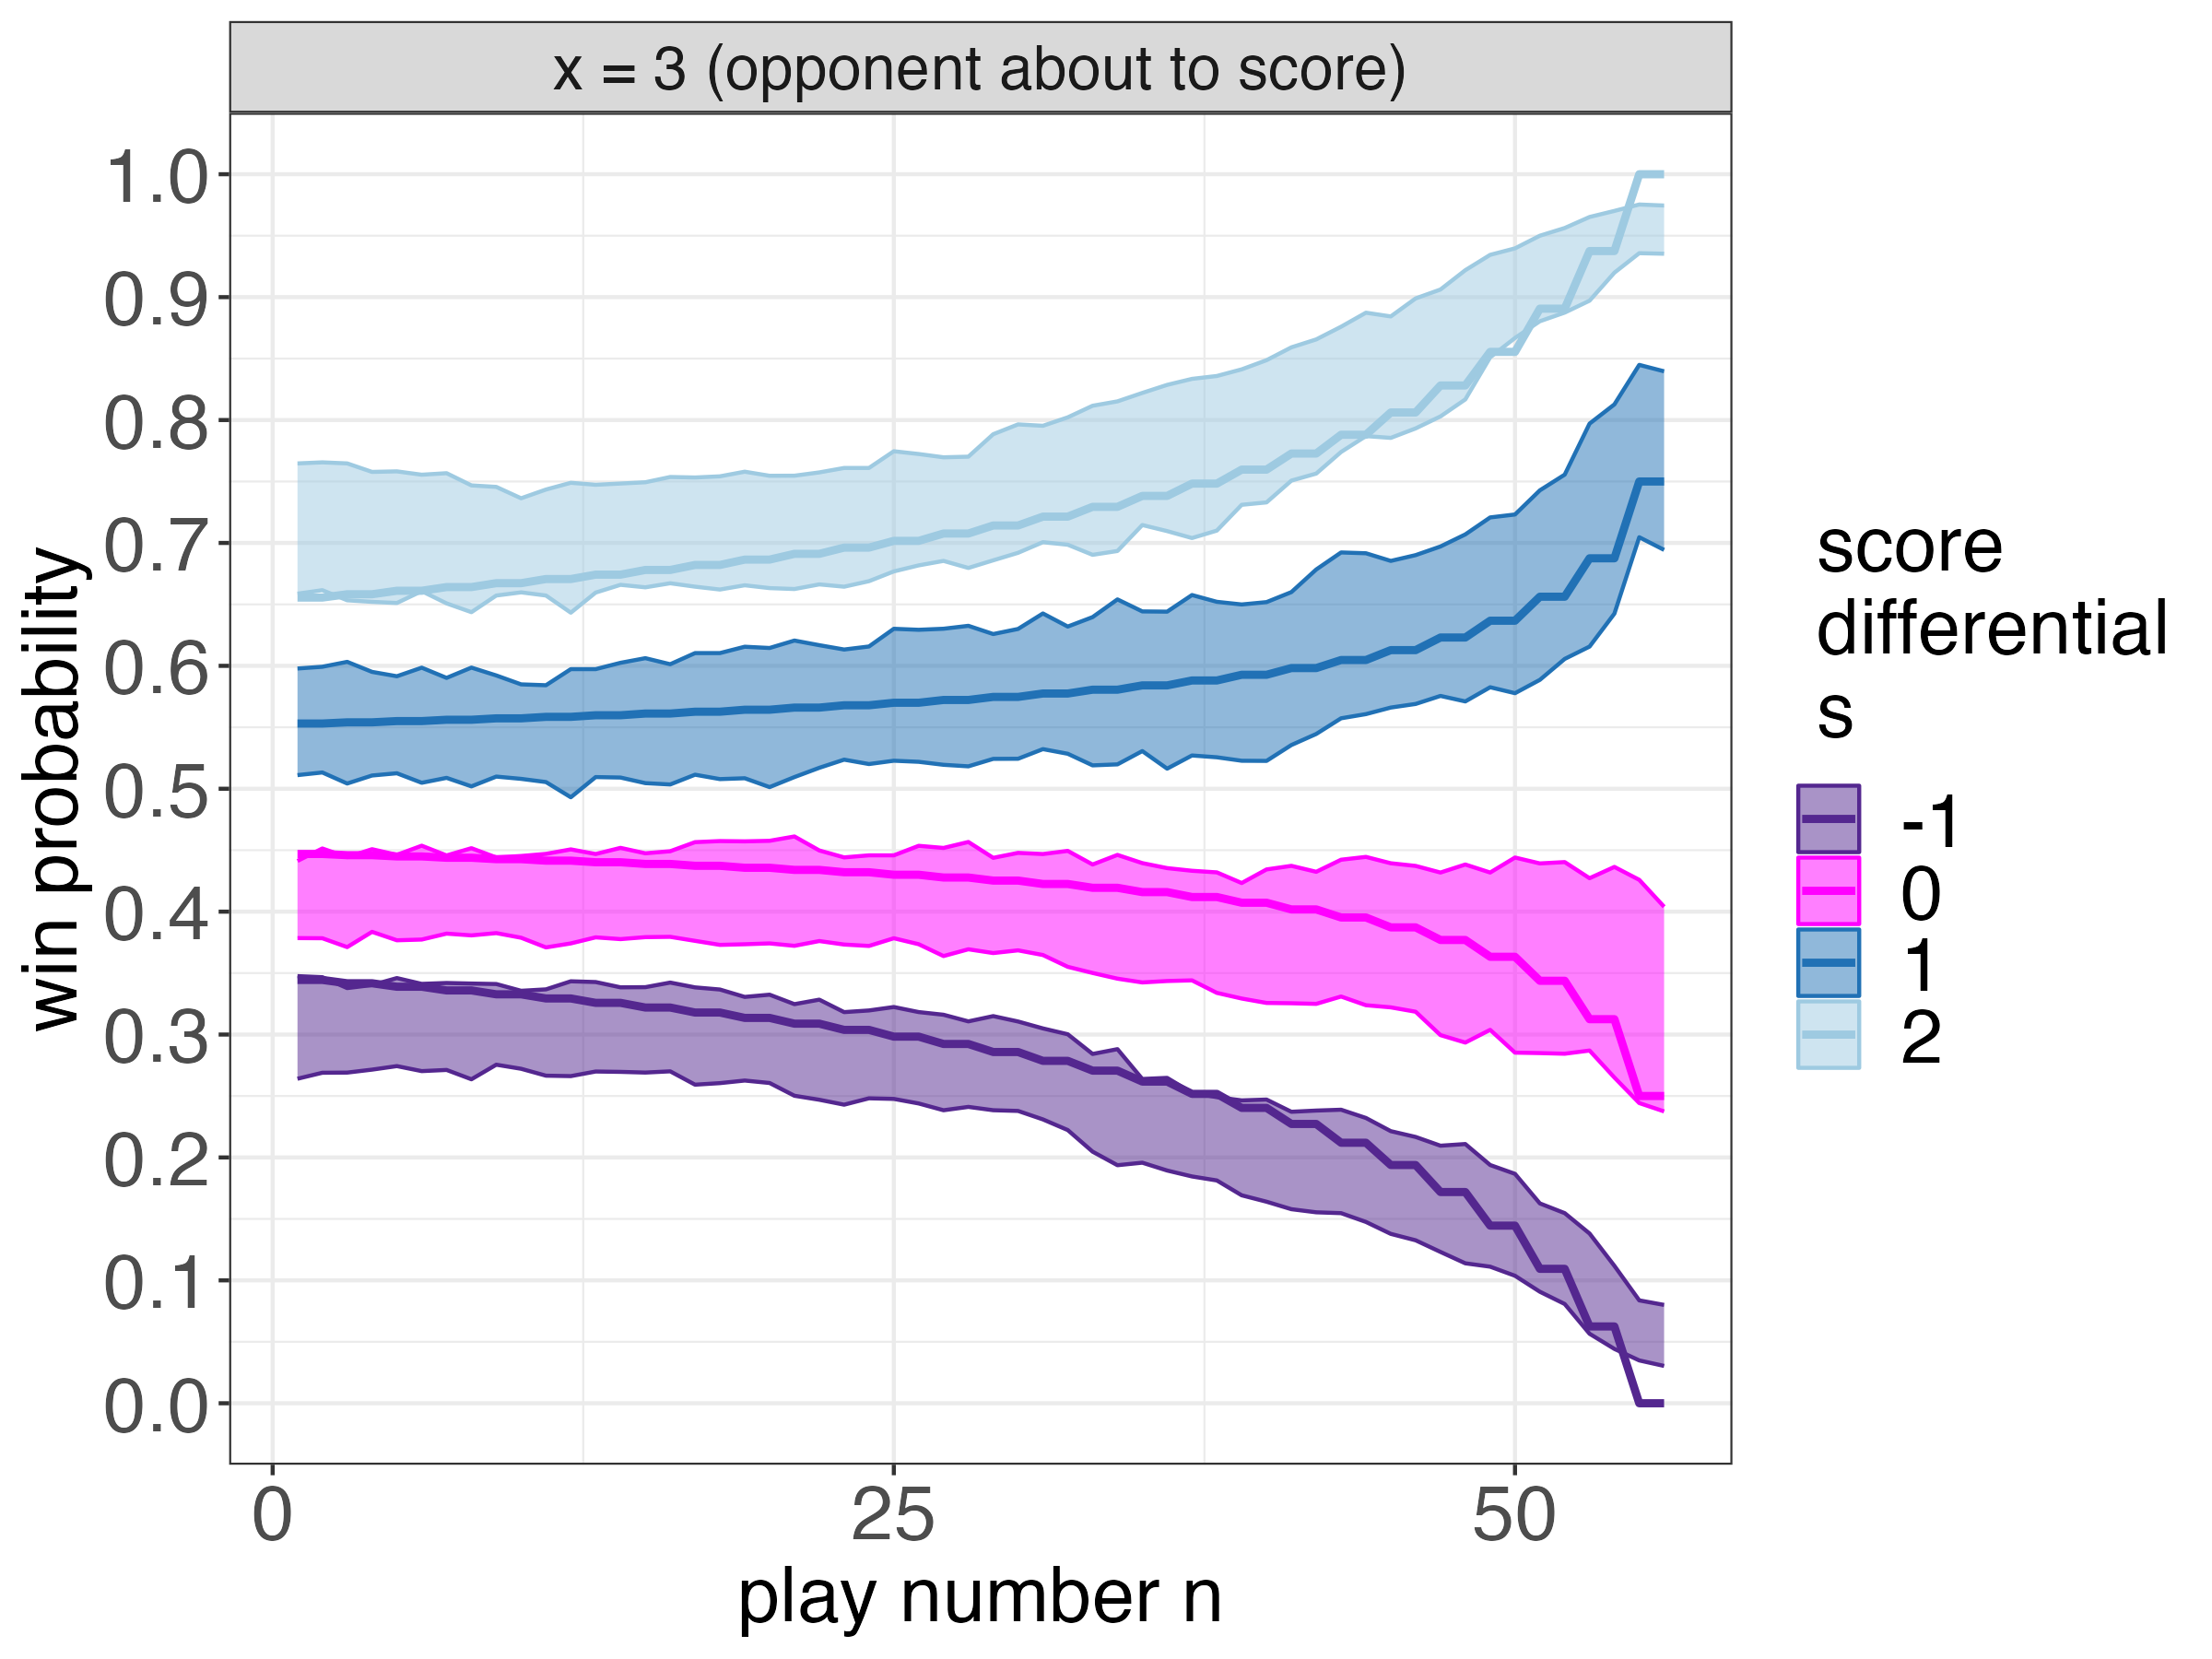 x = 3 (opponent about to score)
win probability
1.0
0.9
0.8
0.7
0.6
0.5
0.4
0.3
0.2
0.1
0.0
0 25 50
play number n
score
differential
s
-1
0
1
2